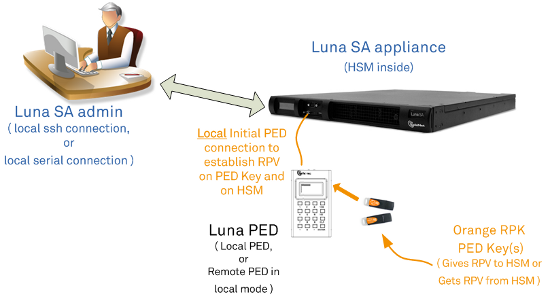 Luna SA appliance
(HSM inside)
Luna SA
Luna SA admin
( local ssh connection,
or
local serial connection )
Local Initial PED
connection to
establish RPV
on PED Key and
on HSM
Luna PED
( Local PED,
or
Remote PED in
local mode )
Orange RPK
PED Key(s)
( Gives RPV to HSM or
Gets RPV from HSM )